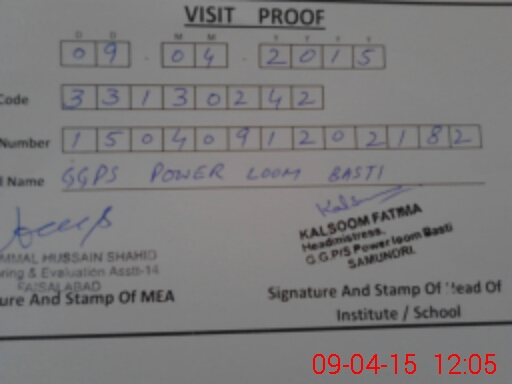 VISIT PROOF
D D M M Y Y Y Y
09 . 04 . 2015
Code 33130242
Number 1504091202182
l Name GGPS POWER LOOM BASTI
MMAL HUSSAIN SHAHID
ring & Evaluation Asstt-14
FAISALABAD
ure And Stamp Of MEA
KALSOOM FATIMA
Headmistress.
G.G.P/S Power loom Basti
SAMUNDRI.
Signature And Stamp Of Head Of
Institute / School
09-04-15 12:05